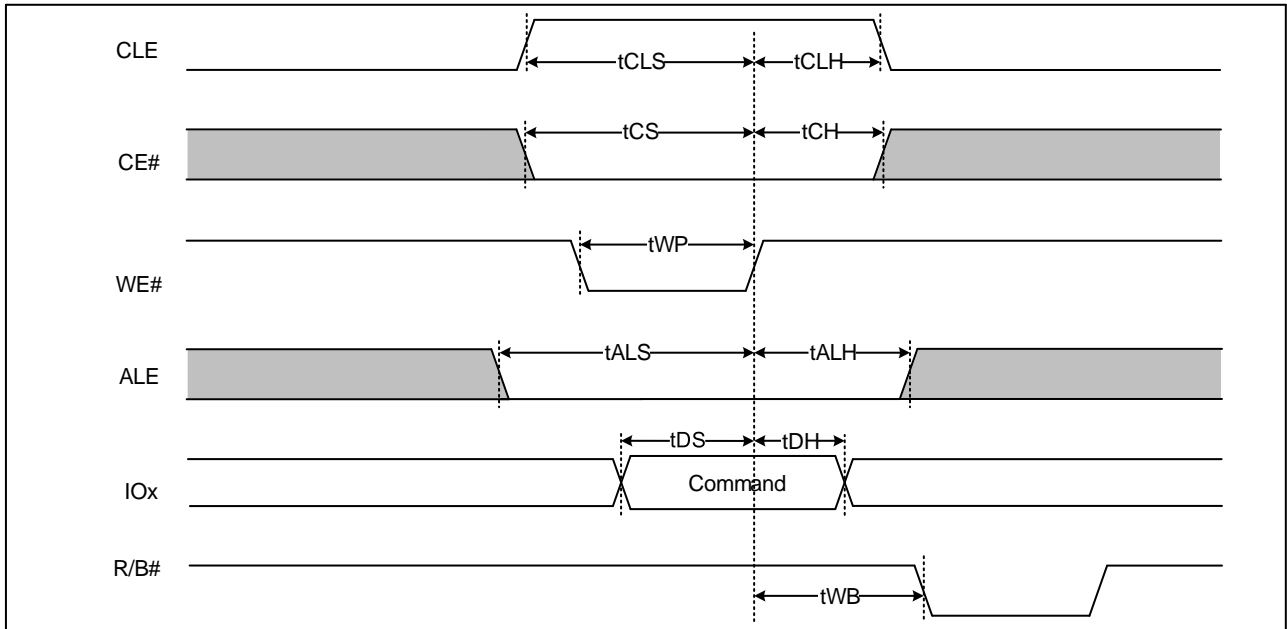 CLE
tCLS
tCLH
CE#
tCS
tCH
WE#
tWP
ALE
tALS
tALH
IOx
tDS
tDH
Command
R/B#
tWB